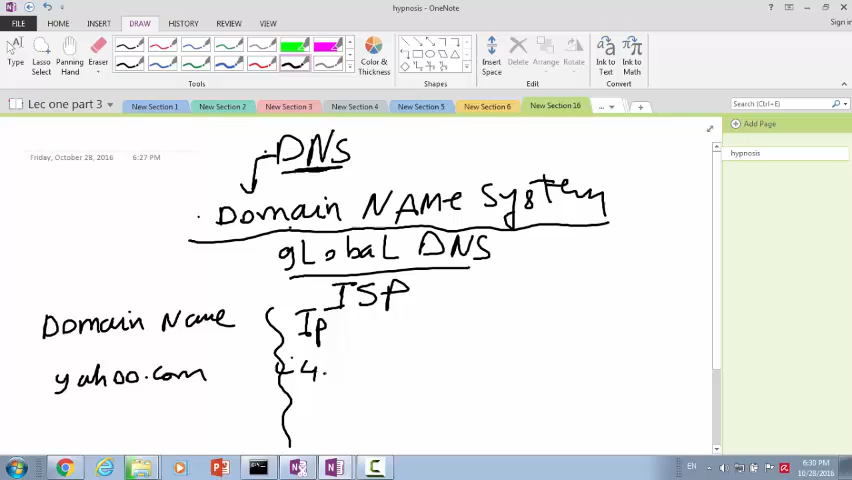 hypnosis - OneNote
FILE HOME INSERT DRAW HISTORY REVIEW VIEW
Sign in
Type Lasso Select Panning Hand Eraser Color & Thickness Insert Space Delete Arrange Ink to Text Ink to Math
Tools Shapes Edit Convert
Lec one part 3 New Section 1 New Section 2 New Section 3 New Section 4 New Section 5 New Section 6 New Section 16 ... Search (Ctrl+E)
Add Page
hypnosis
Friday, October 28, 2016 6:27 PM
DNS
Domain NAMe System
gLobaL DNS
ISP
Domain Name Ip
yahoo.com 4.
EN 6:30 PM
10/28/2016